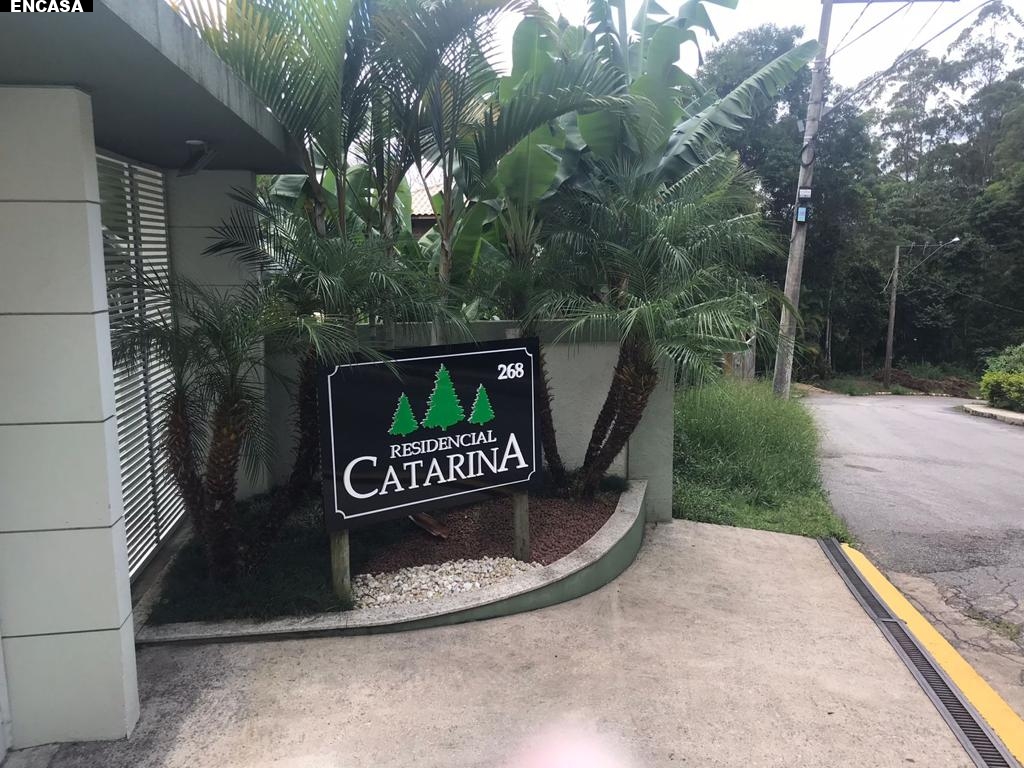 ENCASA
268
RESIDENCIAL
CATARINA